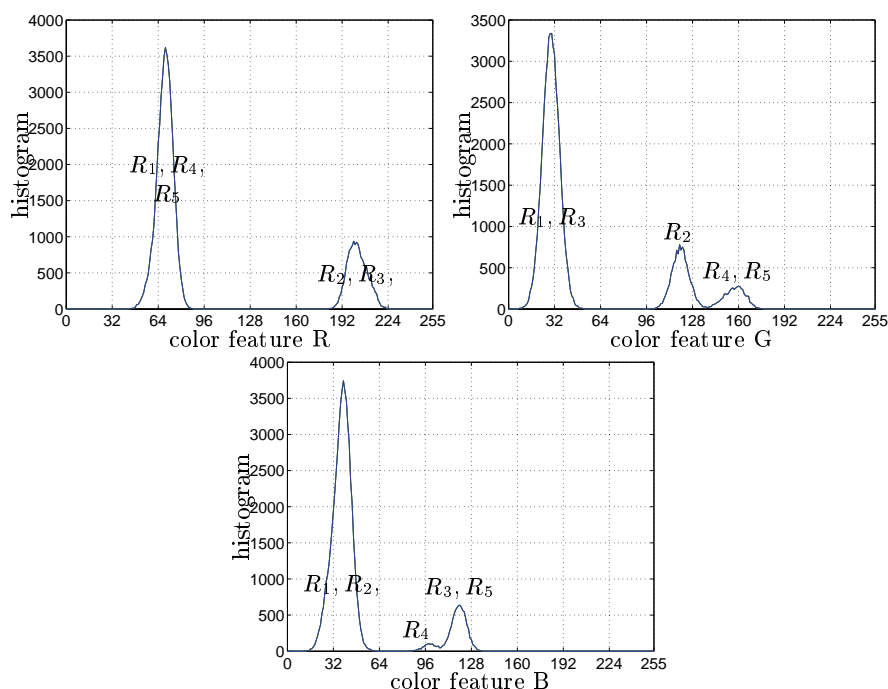 4000
3500
3000
2500
2000
1500
1000
500
0
histogram
R₁, R₄,
R₅
R₂, R₃,
0 32 64 96 128 160 192 224 255
color feature R
3500
3000
2500
2000
1500
1000
500
0
histogram
R₁, R₃
R₂
R₄, R₅
0 32 64 96 128 160 192 224 255
color feature G
4000
3500
3000
2500
2000
1500
1000
500
0
histogram
R₁, R₂,
R₃, R₅
R₄
0 32 64 96 128 160 192 224 255
color feature B